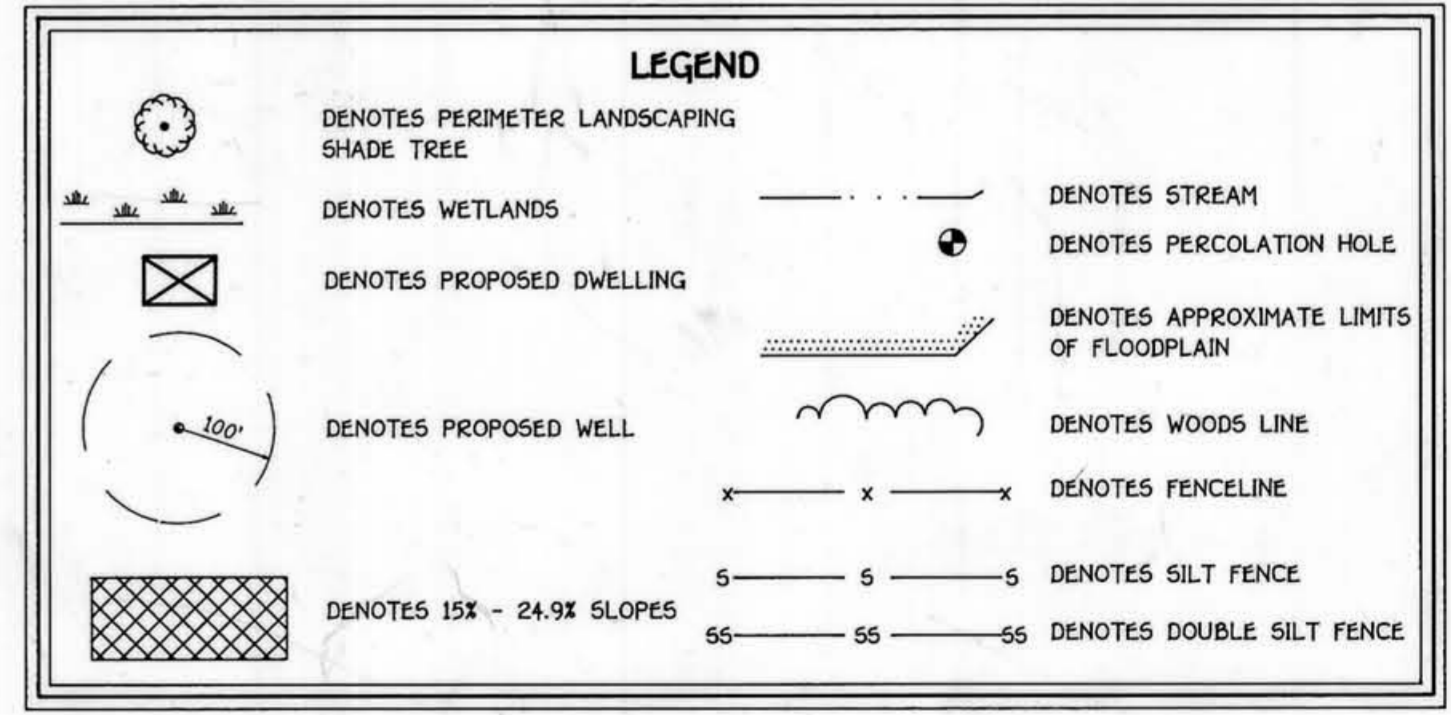 LEGEND
DENOTES PERIMETER LANDSCAPING
SHADE TREE
DENOTES WETLANDS
DENOTES PROPOSED DWELLING
100'
DENOTES PROPOSED WELL
DENOTES 15% - 24.9% SLOPES
DENOTES STREAM
DENOTES PERCOLATION HOLE
DENOTES APPROXIMATE LIMITS
OF FLOODPLAIN
DENOTES WOODS LINE
x x x DENOTES FENCELINE
S S S DENOTES SILT FENCE
SS SS SS DENOTES DOUBLE SILT FENCE